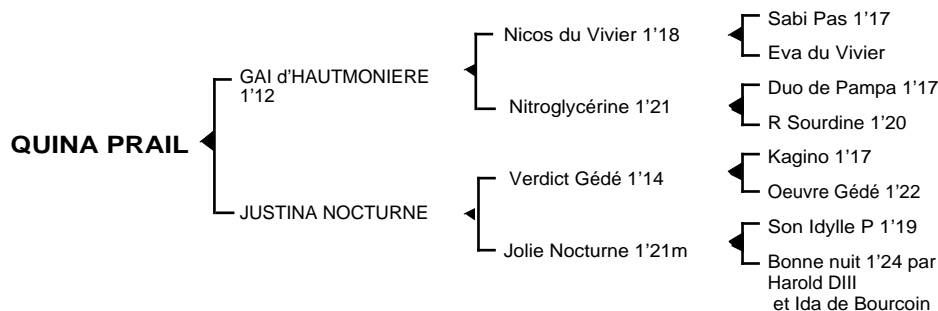 QUINA PRAIL
GAI d'HAUTMONIERE
1'12
JUSTINA NOCTURNE
Nicos du Vivier 1'18
Nitroglycérine 1'21
Verdict Gédé 1'14
Jolie Nocturne 1'21m
Sabi Pas 1'17
Eva du Vivier
Duo de Pampa 1'17
R Sourdine 1'20
Kagino 1'17
Oeuvre Gédé 1'22
Son Idylle P 1'19
Bonne nuit 1'24 par
Harold DIII
et Ida de Bourcoin